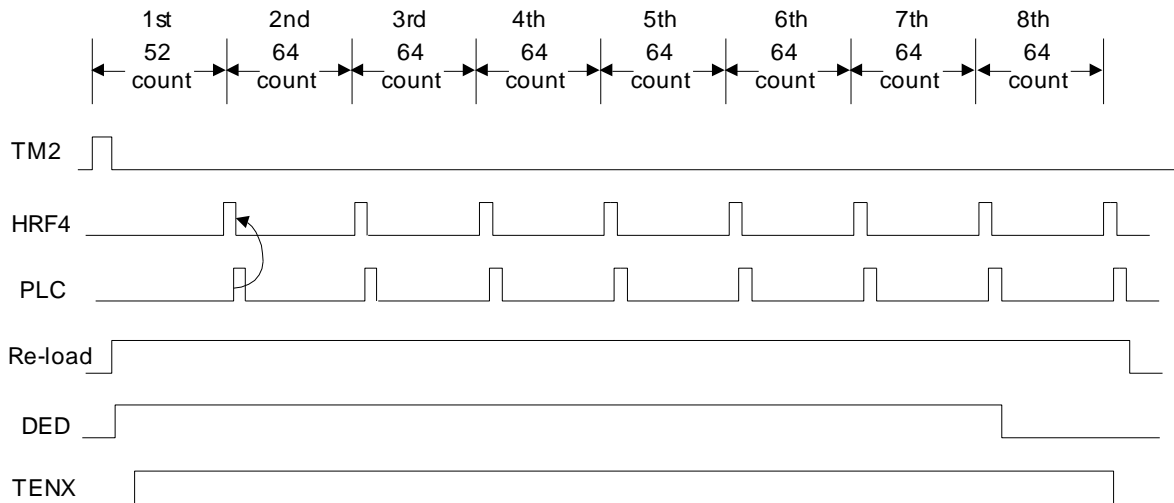 1st 2nd 3rd 4th 5th 6th 7th 8th
52 64 64 64 64 64 64 64
count count count count count count count count
TM2
HRF4
PLC
Re-load
DED
TENX